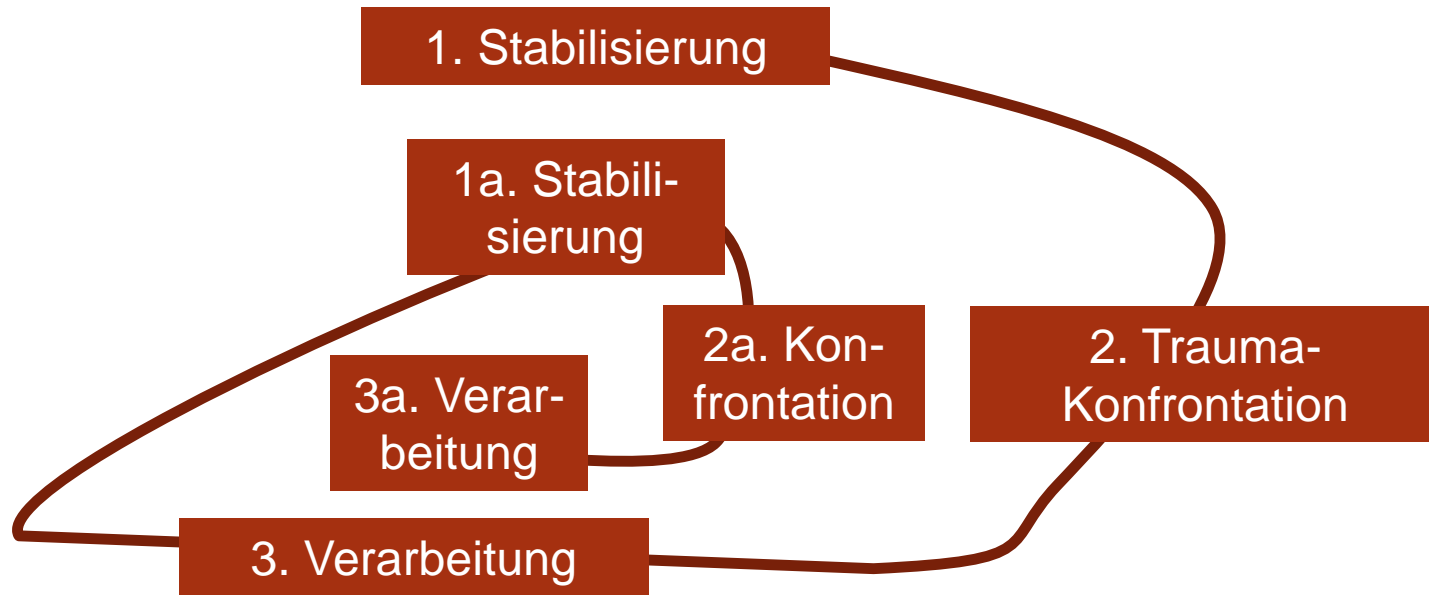 1. Stabilisierung
1a. Stabili-
sierung
2a. Kon-
frontation
2. Trauma-
Konfrontation
3a. Verar-
beitung
3. Verarbeitung